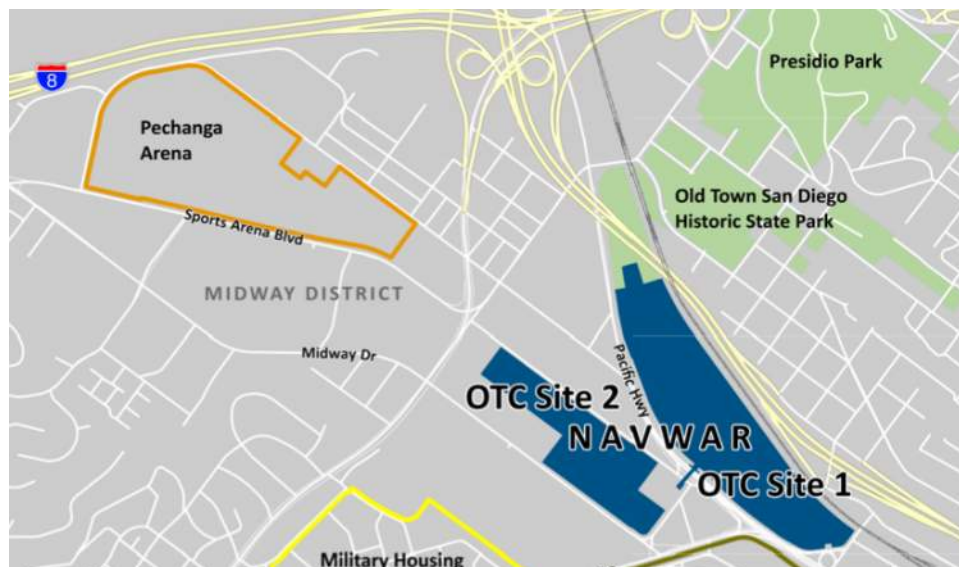 8
Presidio Park
Pechanga
Arena
Old Town San Diego
Historic State Park
Sports Arena Blvd
MIDWAY DISTRICT
Midway Dr
Pacific Hwy
OTC Site 2
NAVWAR
OTC Site 1
Military Housing